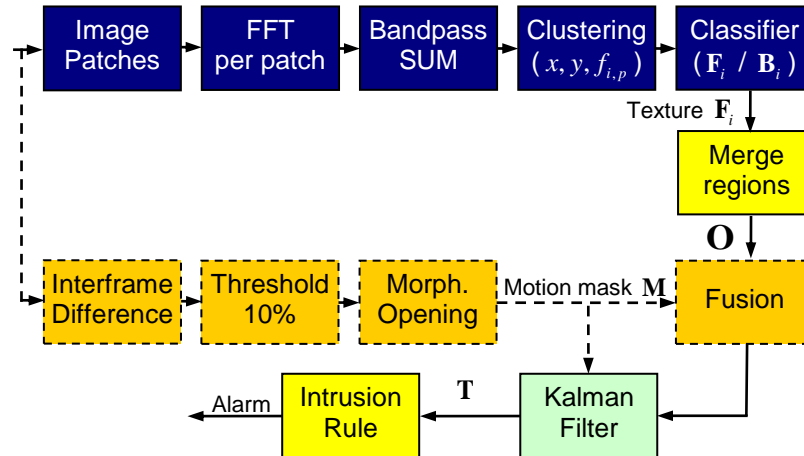 Image
Patches
FFT
per patch
Bandpass
SUM
Clustering
( x, y, f_{i,p} )
Classifier
( F_i / B_i )
Texture F_i
Merge
regions
O
Interframe
Difference
Threshold
10%
Morph.
Opening
Motion mask M
Fusion
Alarm
Intrusion
Rule
T
Kalman
Filter